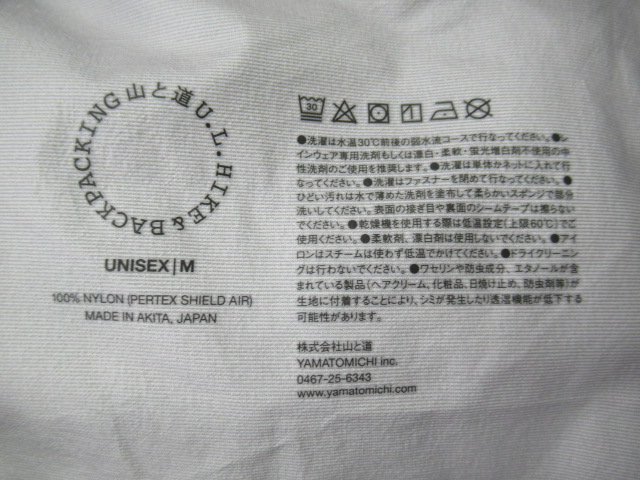 山と道 U.L. HIKE & BACKPACKING
UNISEX|M
100% NYLON (PERTEX SHIELD AIR)
MADE IN AKITA, JAPAN
30
●洗濯は水温30℃前後の弱水流コースで行なってください。●レ
インウェア専用洗剤もしくは漂白・柔軟・蛍光増白剤不使用の中
性洗剤のご使用を推奨します。●洗濯は単体かネットに入れて行
なってください。●洗濯はファスナーを閉めて行なってください。●
ひどい汚れは水で薄めた洗剤を塗布して柔らかいスポンジで部分
洗いしてください。表面の接ぎ目や裏面のシームテープは擦らない
でください。●乾燥機を使用する際は低温設定(上限60℃)でご
使用ください。●柔軟剤、漂白剤は使用しないでください。●アイ
ロンはスチームは使わず低温でかけてください。●ドライクリーニン
グは行わないでください。●ワセリンや防虫成分、エタノールが含
まれている製品(ヘアクリーム、化粧品、日焼け止め、防虫剤等)が
生地に付着することにより、シミが発生したり透湿機能が低下する
可能性があります。
株式会社山と道
YAMATOMICHI inc.
0467-25-6343
www.yamatomichi.com